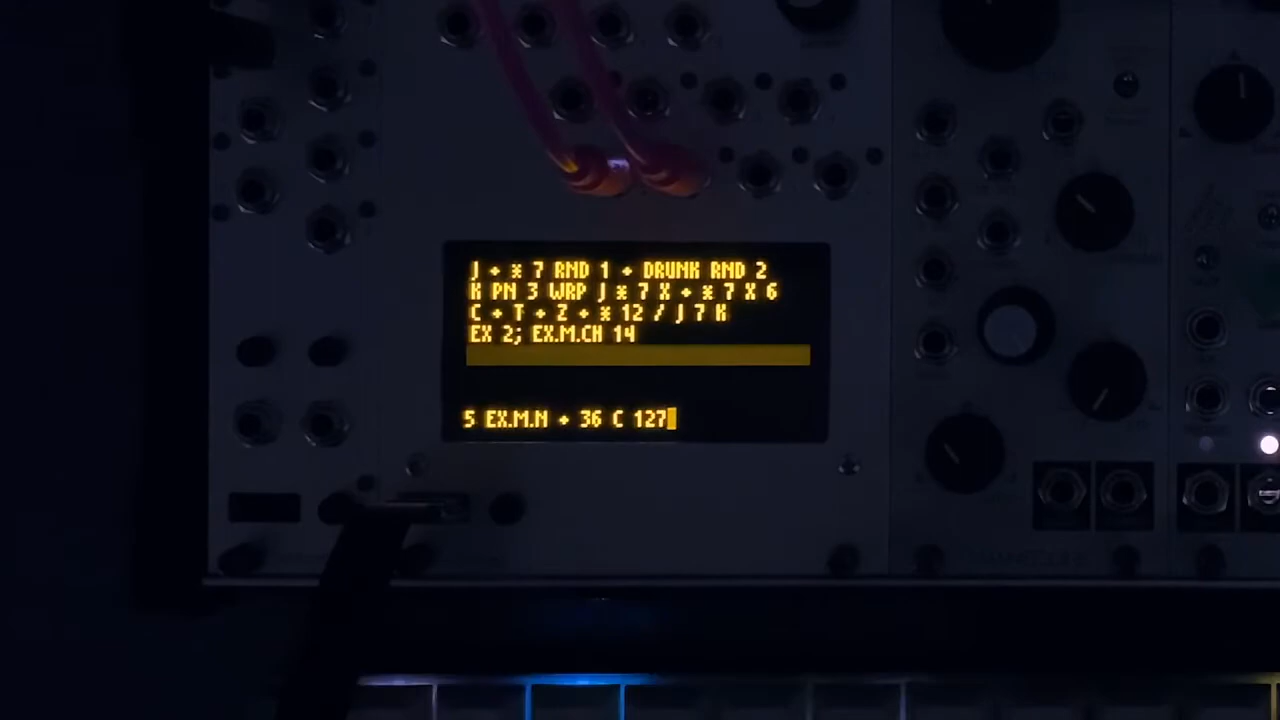 J + * 7 RND 1 + DRUNK RND 2
K PN 3 WRP J * 7 X + * 7 X 6
C + T + Z + * 12 / J 7 K
EX 2; EX.M.CH 14
5 EX.M.N + 36 C 127